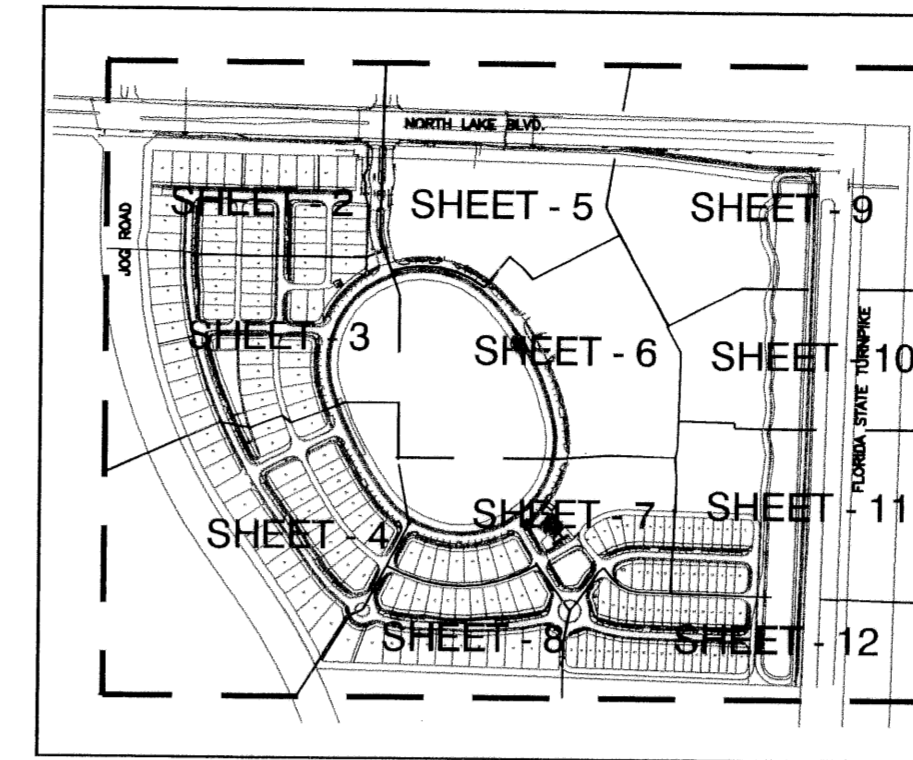 NORTH LAKE BLVD.
SHEET - 2
SHEET - 5
SHEET - 9
JOG ROAD
SHEET - 3
SHEET - 6
SHEET - 10
FLORIDA STATE TURNPIKE
SHEET - 4
SHEET - 7
SHEET - 11
SHEET - 8
SHEET - 12